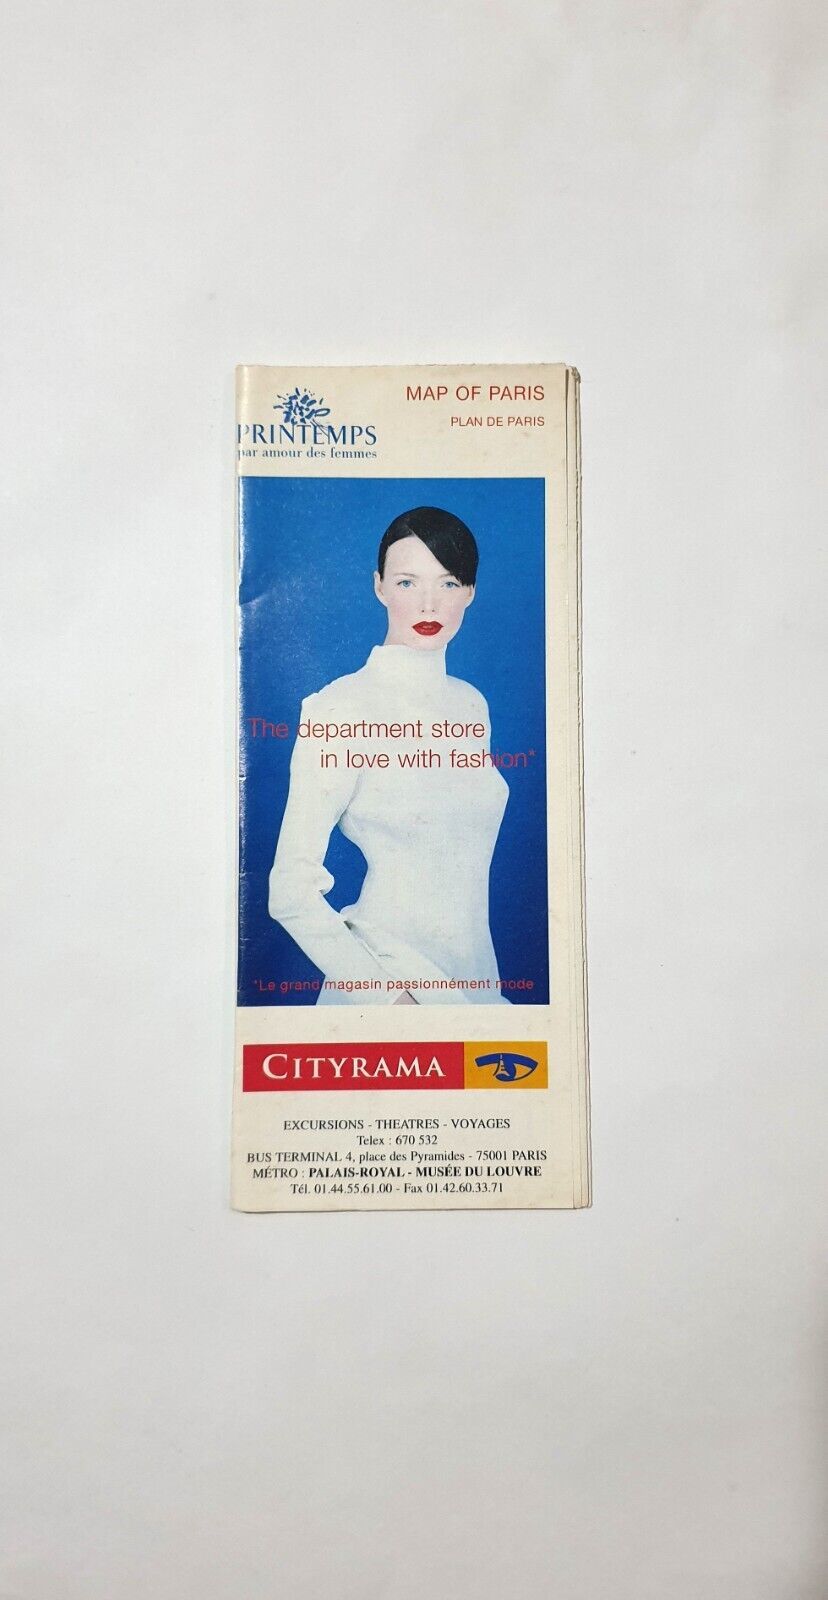 MAP OF PARIS
PLAN DE PARIS
PRINTEMPS
par amour des femmes
The department store
in love with fashion*
*Le grand magasin passionnément mode
CITYRAMA
EXCURSIONS - THEATRES - VOYAGES
Telex : 670 532
BUS TERMINAL 4, place des Pyramides - 75001 PARIS
MÉTRO : PALAIS-ROYAL - MUSÉE DU LOUVRE
Tél. 01.44.55.61.00 - Fax 01.42.60.33.71